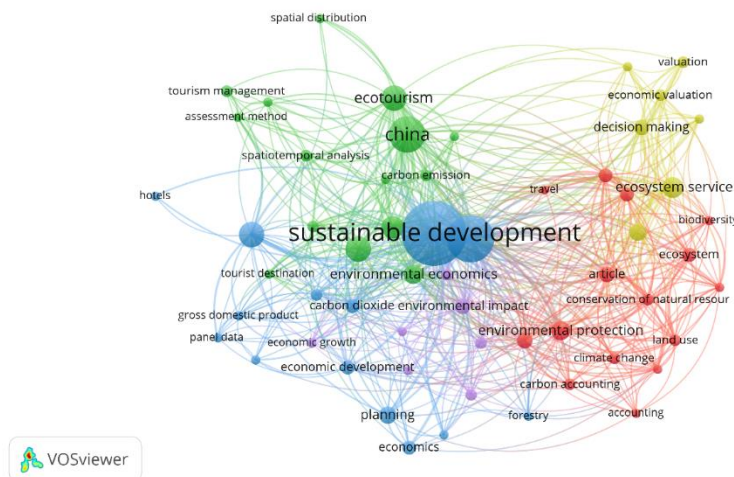 spatial distribution
valuation
tourism management
ecotourism
economic valuation
assessment method
china
decision making
spatiotemporal analysis
carbon emission
travel
ecosystem service
hotels
biodiversity
sustainable development
ecosystem
tourist destination
environmental economics
article
carbon dioxide
environmental impact
conservation of natural resour
gross domestic product
panel data
economic growth
environmental protection
land use
economic development
climate change
carbon accounting
planning
forestry
accounting
economics
VOSviewer